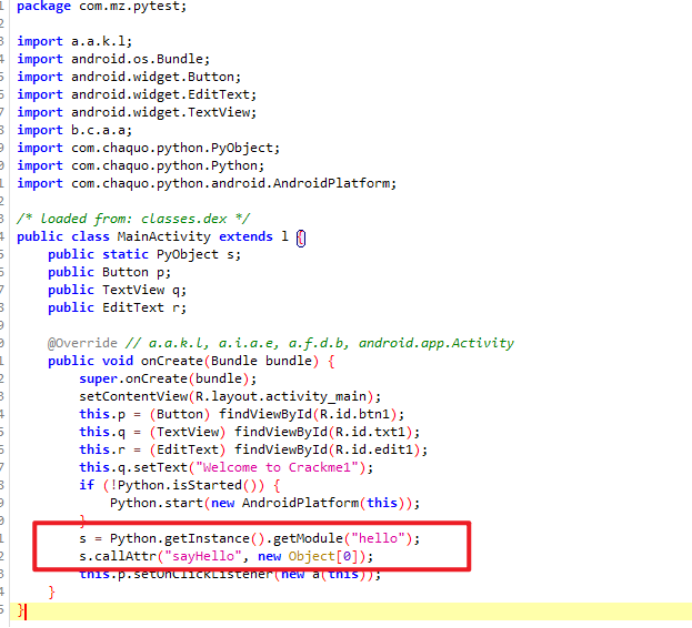 package com.mz.pytest;
import a.a.k.l;
import android.os.Bundle;
import android.widget.Button;
import android.widget.EditText;
import android.widget.TextView;
import b.c.a.a;
import com.chaquo.python.PyObject;
import com.chaquo.python.Python;
import com.chaquo.python.android.AndroidPlatform;
/* loaded from: classes.dex */
public class MainActivity extends l {
public static PyObject s;
public Button p;
public TextView q;
public EditText r;
@Override // a.a.k.l, a.i.a.e, a.f.d.b, android.app.Activity
public void onCreate(Bundle bundle) {
super.onCreate(bundle);
setContentView(R.layout.activity_main);
this.p = (Button) findViewById(R.id.btn1);
this.q = (TextView) findViewById(R.id.txt1);
this.r = (EditText) findViewById(R.id.edit1);
this.q.setText("Welcome to Crackme1");
if (!Python.isStarted()) {
Python.start(new AndroidPlatform(this));
}
s = Python.getInstance().getModule("hello");
s.callAttr("sayHello", new Object[0]);
this.p.setOnClickListener(new a(this));
}
}